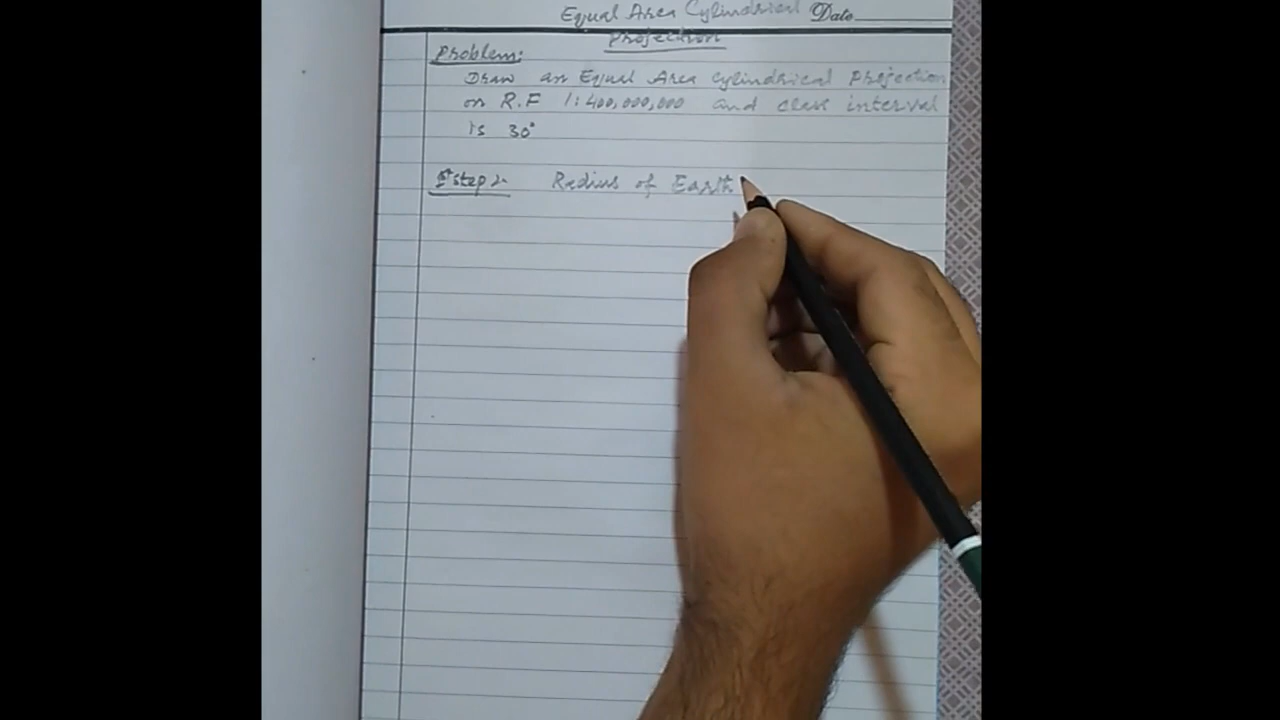 Equal Area Cylindrical Date
Projection
Problem:
Draw an Equal Area Cylindrical Projection
on R.F 1:400,000,000 and class interval
is 30°
1st step:- Radius of Earth